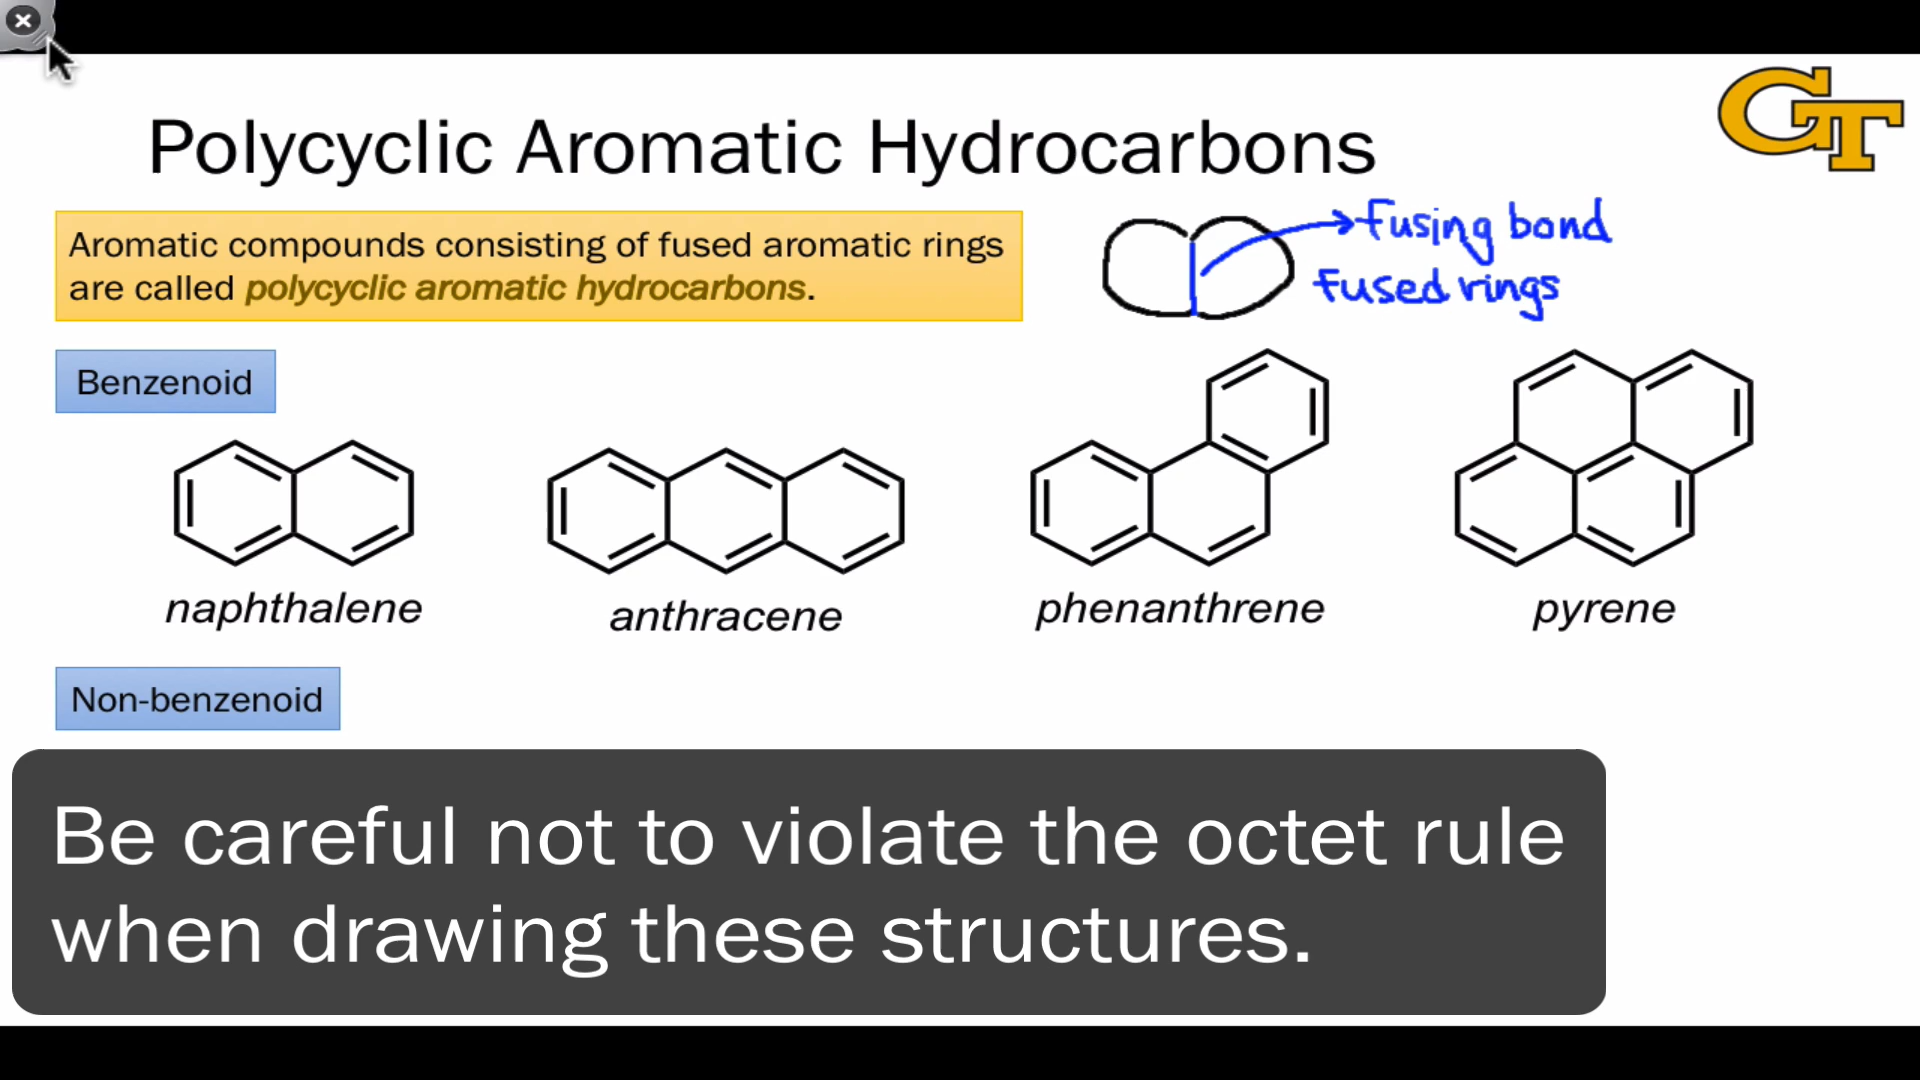 GT
Polycyclic Aromatic Hydrocarbons
Aromatic compounds consisting of fused aromatic rings
are called polycyclic aromatic hydrocarbons.
fusing bond
fused rings
Benzenoid
naphthalene
anthracene
phenanthrene
pyrene
Non-benzenoid
Be careful not to violate the octet rule
when drawing these structures.